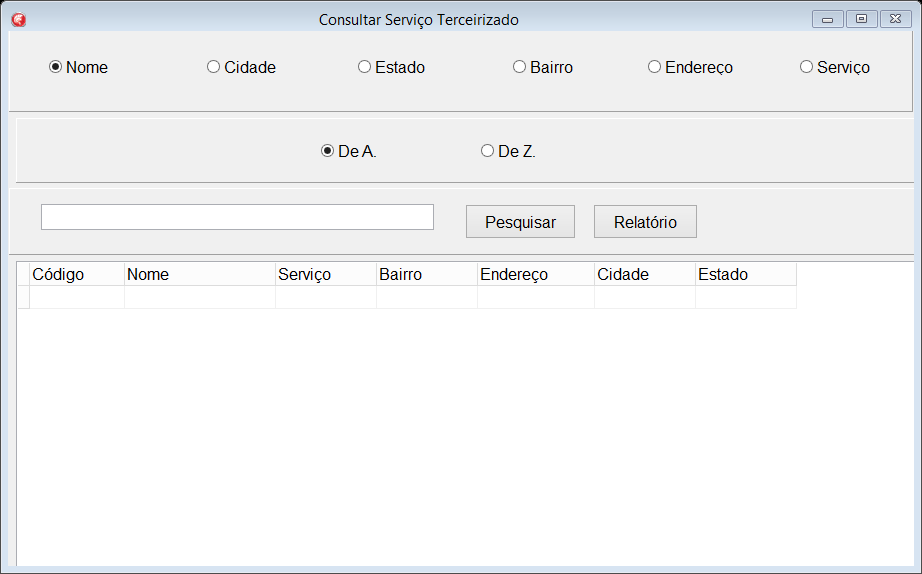 Consultar Serviço Terceirizado
Nome Cidade Estado Bairro Endereço Serviço
De A. De Z.
Pesquisar Relatório
Código Nome Serviço Bairro Endereço Cidade Estado